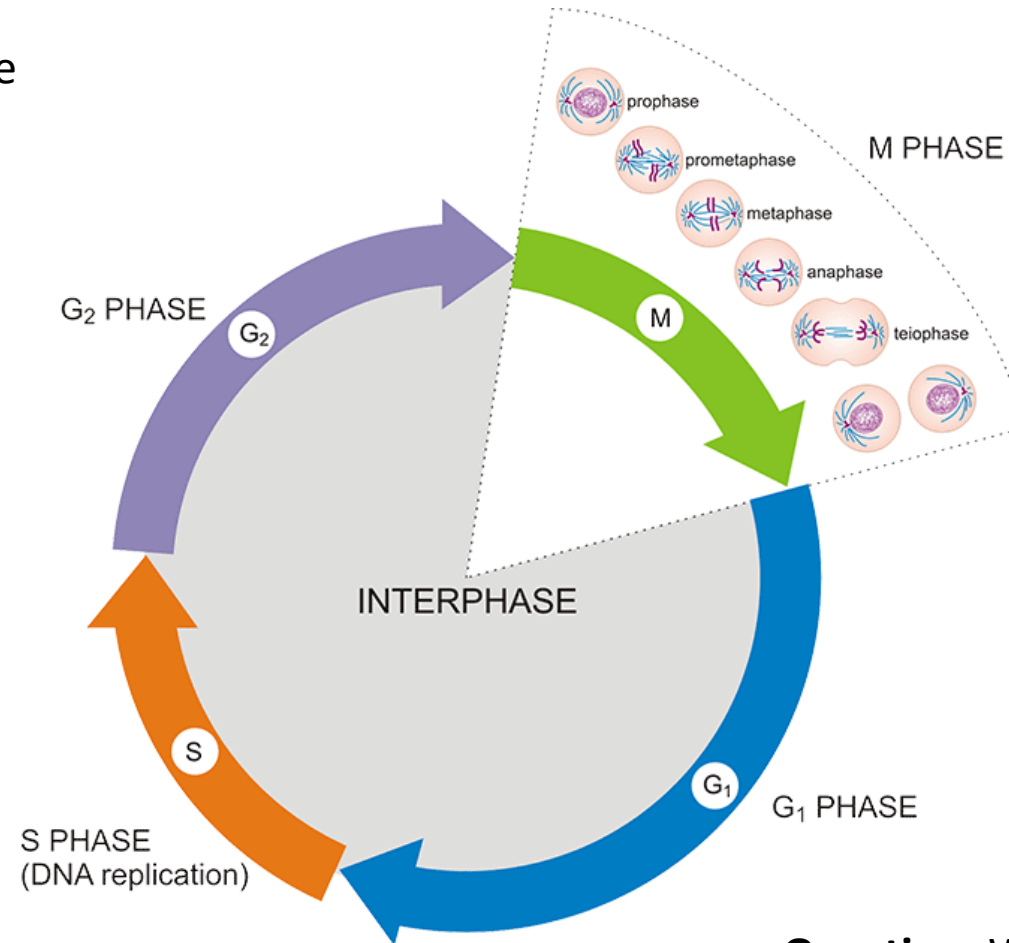 e
prophase
prometaphase
M PHASE
metaphase
anaphase
teiophase
G₂ PHASE
G₂
M
INTERPHASE
S
G₁
G₁ PHASE
S PHASE
(DNA replication)